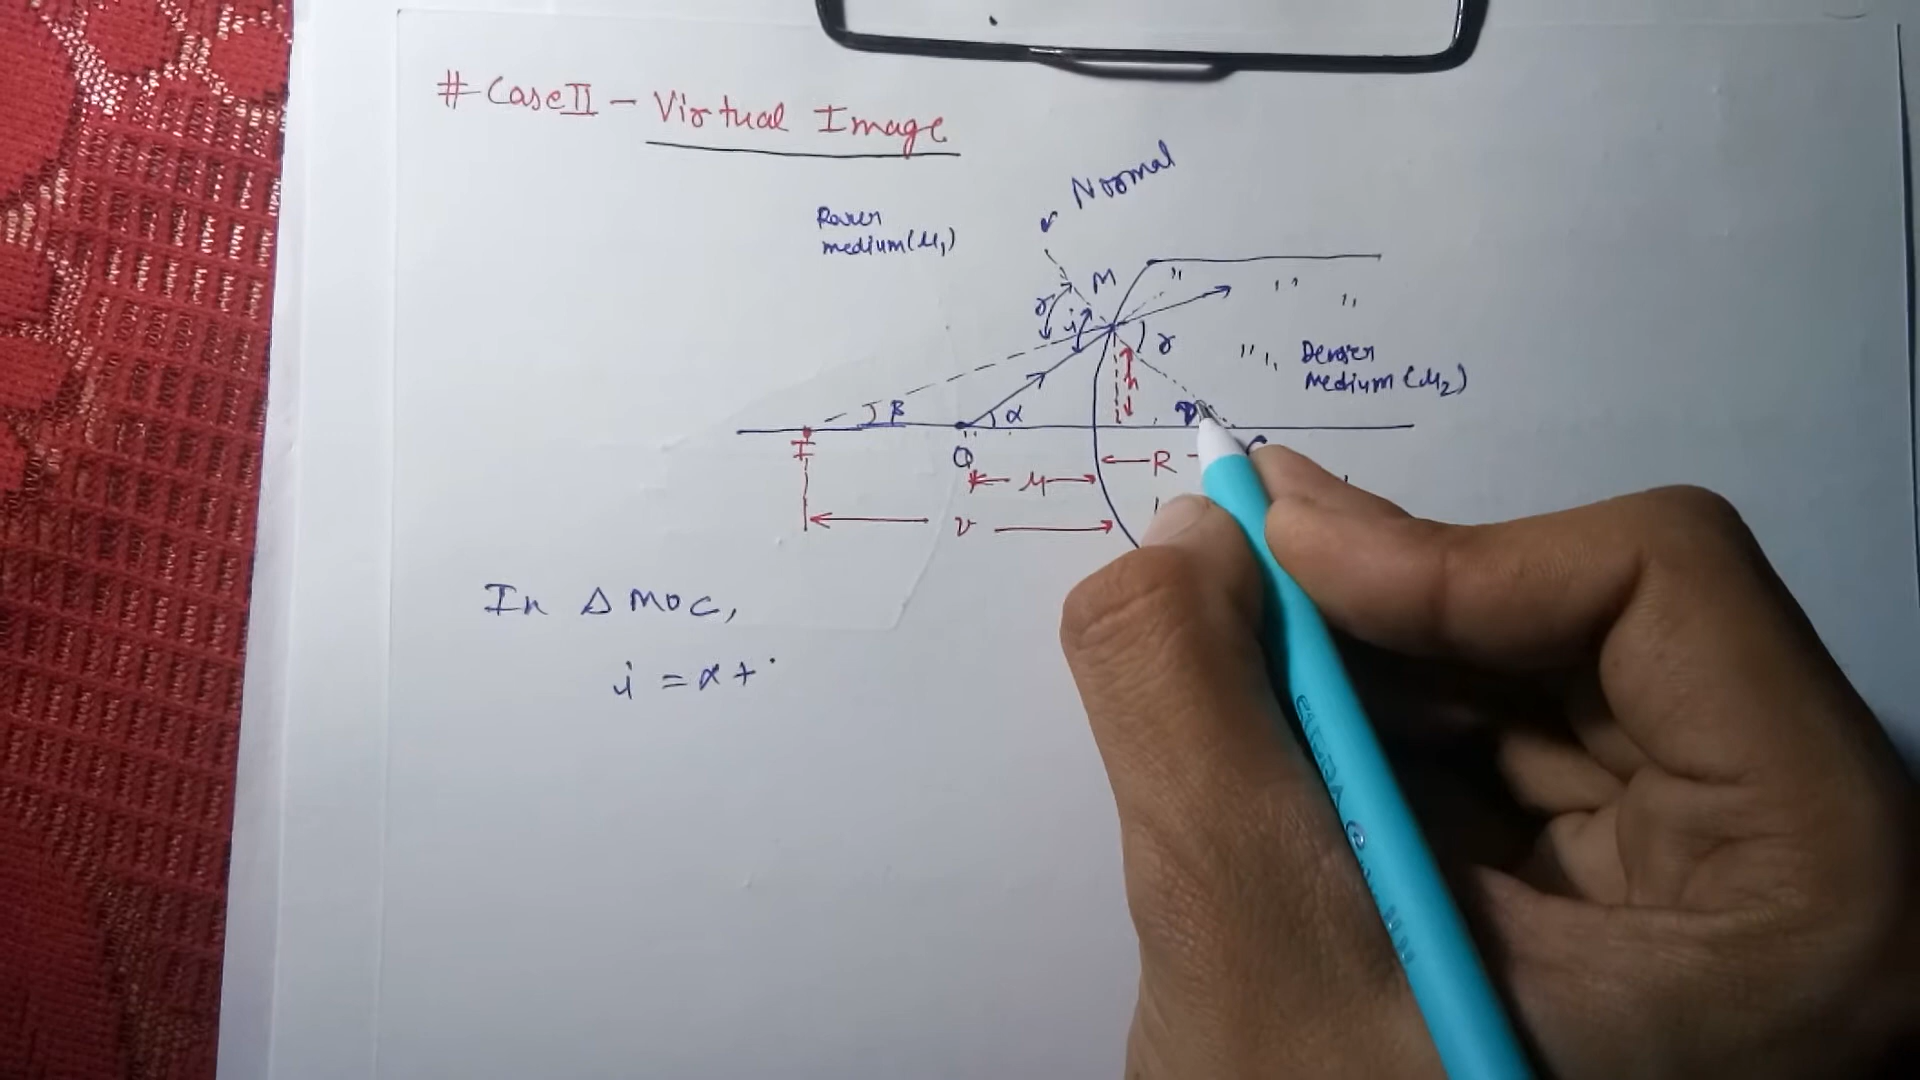 # Case II - Virtual Image
Normal
Rarer
medium (μ₁)
M
r
i
r
h
Denser
medium (μ₂)
β
α
I
O
C
u
R
v
In Δ MOC,
i = α +